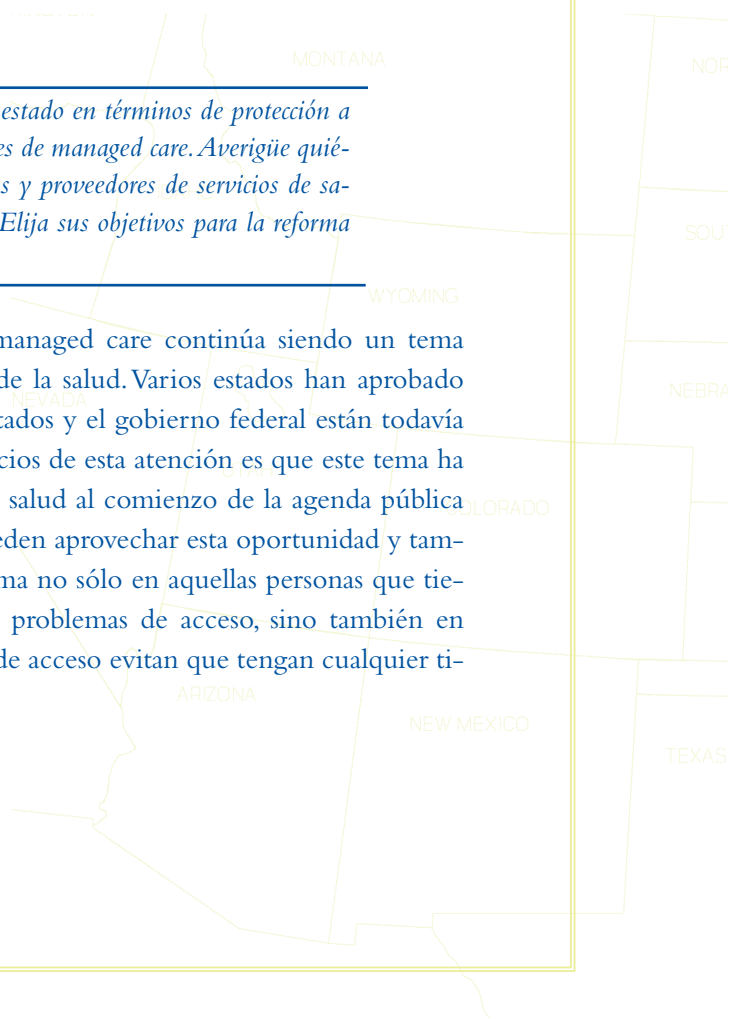 MONTANA
NOR
estado en términos de protección a
es de managed care. Averigüe quié-
s y proveedores de servicios de sa-
Elija sus objetivos para la reforma
SOU
WYOMING
managed care continúa siendo un tema
de la salud. Varios estados han aprobado
NEVADA
NEBRA
tados y el gobierno federal están todavía
cios de esta atención es que este tema ha
salud al comienzo de la agenda pública
COLORADO
eden aprovechar esta oportunidad y tam-
ma no sólo en aquellas personas que tie-
problemas de acceso, sino también en
de acceso evitan que tengan cualquier ti-
ARIZONA
NEW MEXICO
TEXAS